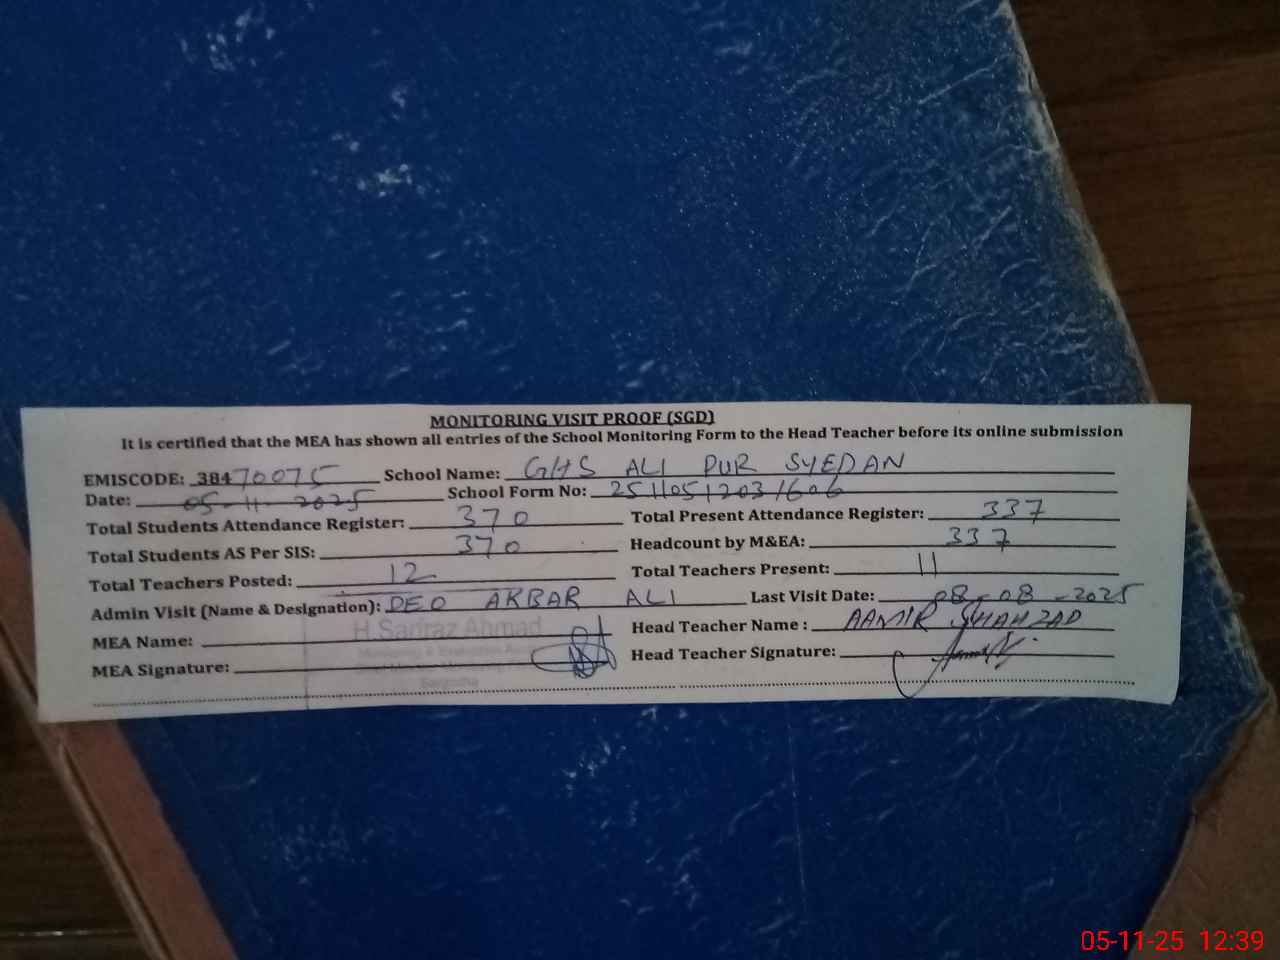 MONITORING VISIT PROOF (SGD)
It is certified that the MEA has shown all entries of the School Monitoring Form to the Head Teacher before its online submission
EMISCODE: 38470075 School Name: GHS ALI PUR SYEDAN
Date: 05-11-2025 School Form No: 25110512031606
Total Students Attendance Register: 370 Total Present Attendance Register: 337
Total Students AS Per SIS: 370 Headcount by M&EA: 337
Total Teachers Posted: 12 Total Teachers Present: 11
Admin Visit (Name & Designation): DEO AKBAR ALI Last Visit Date: 08-08-2025
MEA Name: H.Sarfraz Ahmad Head Teacher Name : AAMIR SHAHZAD
MEA Signature: Head Teacher Signature:
05-11-25 12:39